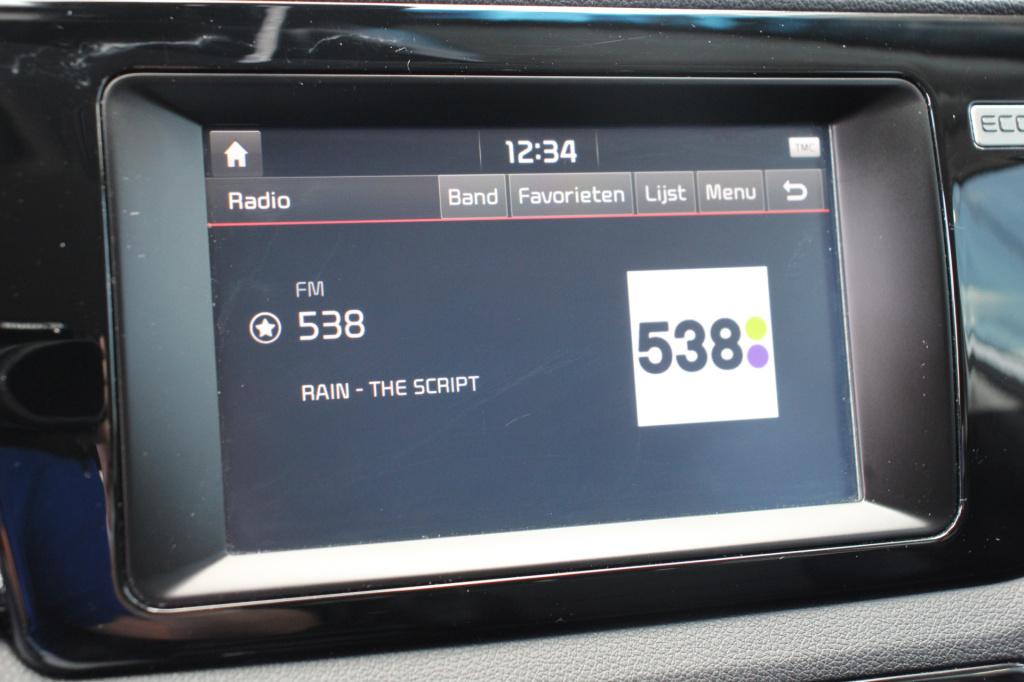 12:34
TMC
ECO
Radio Band Favorieten Lijst Menu
FM
538
538
RAIN - THE SCRIPT